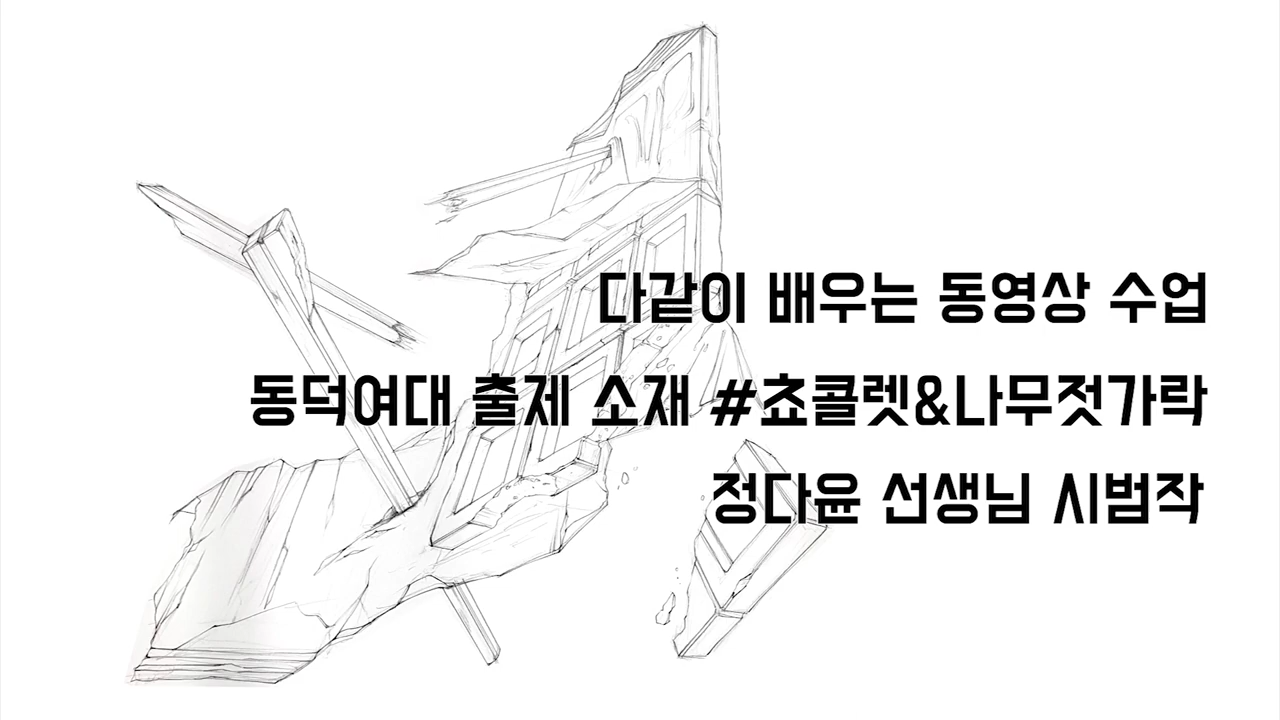 다같이 배우는 동영상 수업
동덕여대 출제 소재 #쵸콜렛&나무젓가락
정다윤 선생님 시범작